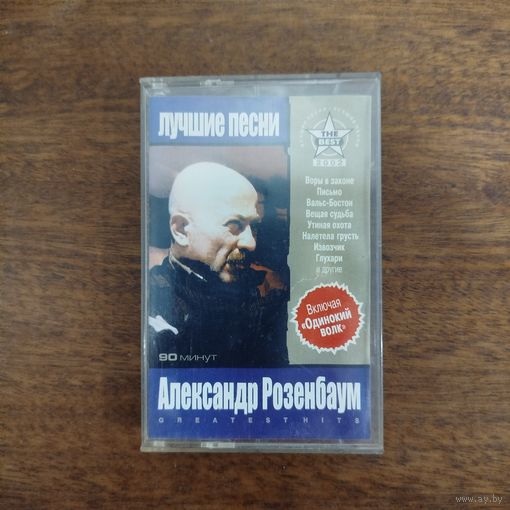 лучшие песни
THE
BEST
2002
Воры в законе
Письмо
Вальс-Бостон
Вещая судьба
Утиная охота
Налетела грусть
Извозчик
Глухари
и другие
Включая
«Одинокий
волк»
90 минут
Александр Розенбаум
GREATEST HITS
www.ay.by